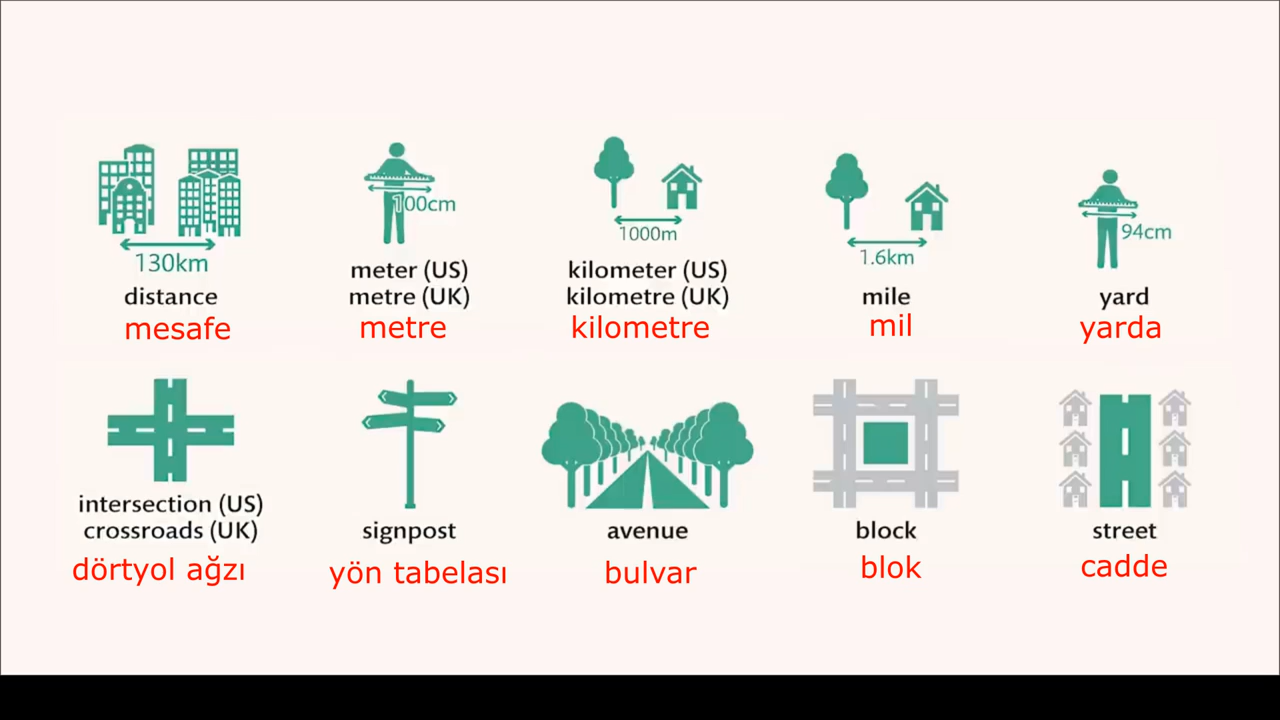 130km
distance
mesafe
100cm
meter (US)
metre (UK)
metre
1000m
kilometer (US)
kilometre (UK)
kilometre
1.6km
mile
mil
94cm
yard
yarda
intersection (US)
crossroads (UK)
dörtyol ağzı
signpost
yön tabelası
avenue
bulvar
block
blok
street
cadde